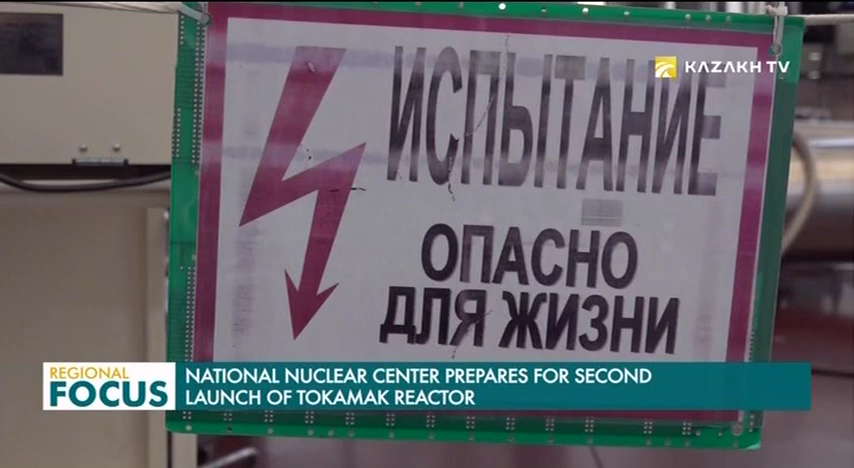 KAZAKH TV
ИСПЫТАНИЕ
ОПАСНО
ДЛЯ ЖИЗНИ
REGIONAL
FOCUS
NATIONAL NUCLEAR CENTER PREPARES FOR SECOND
LAUNCH OF TOKAMAK REACTOR